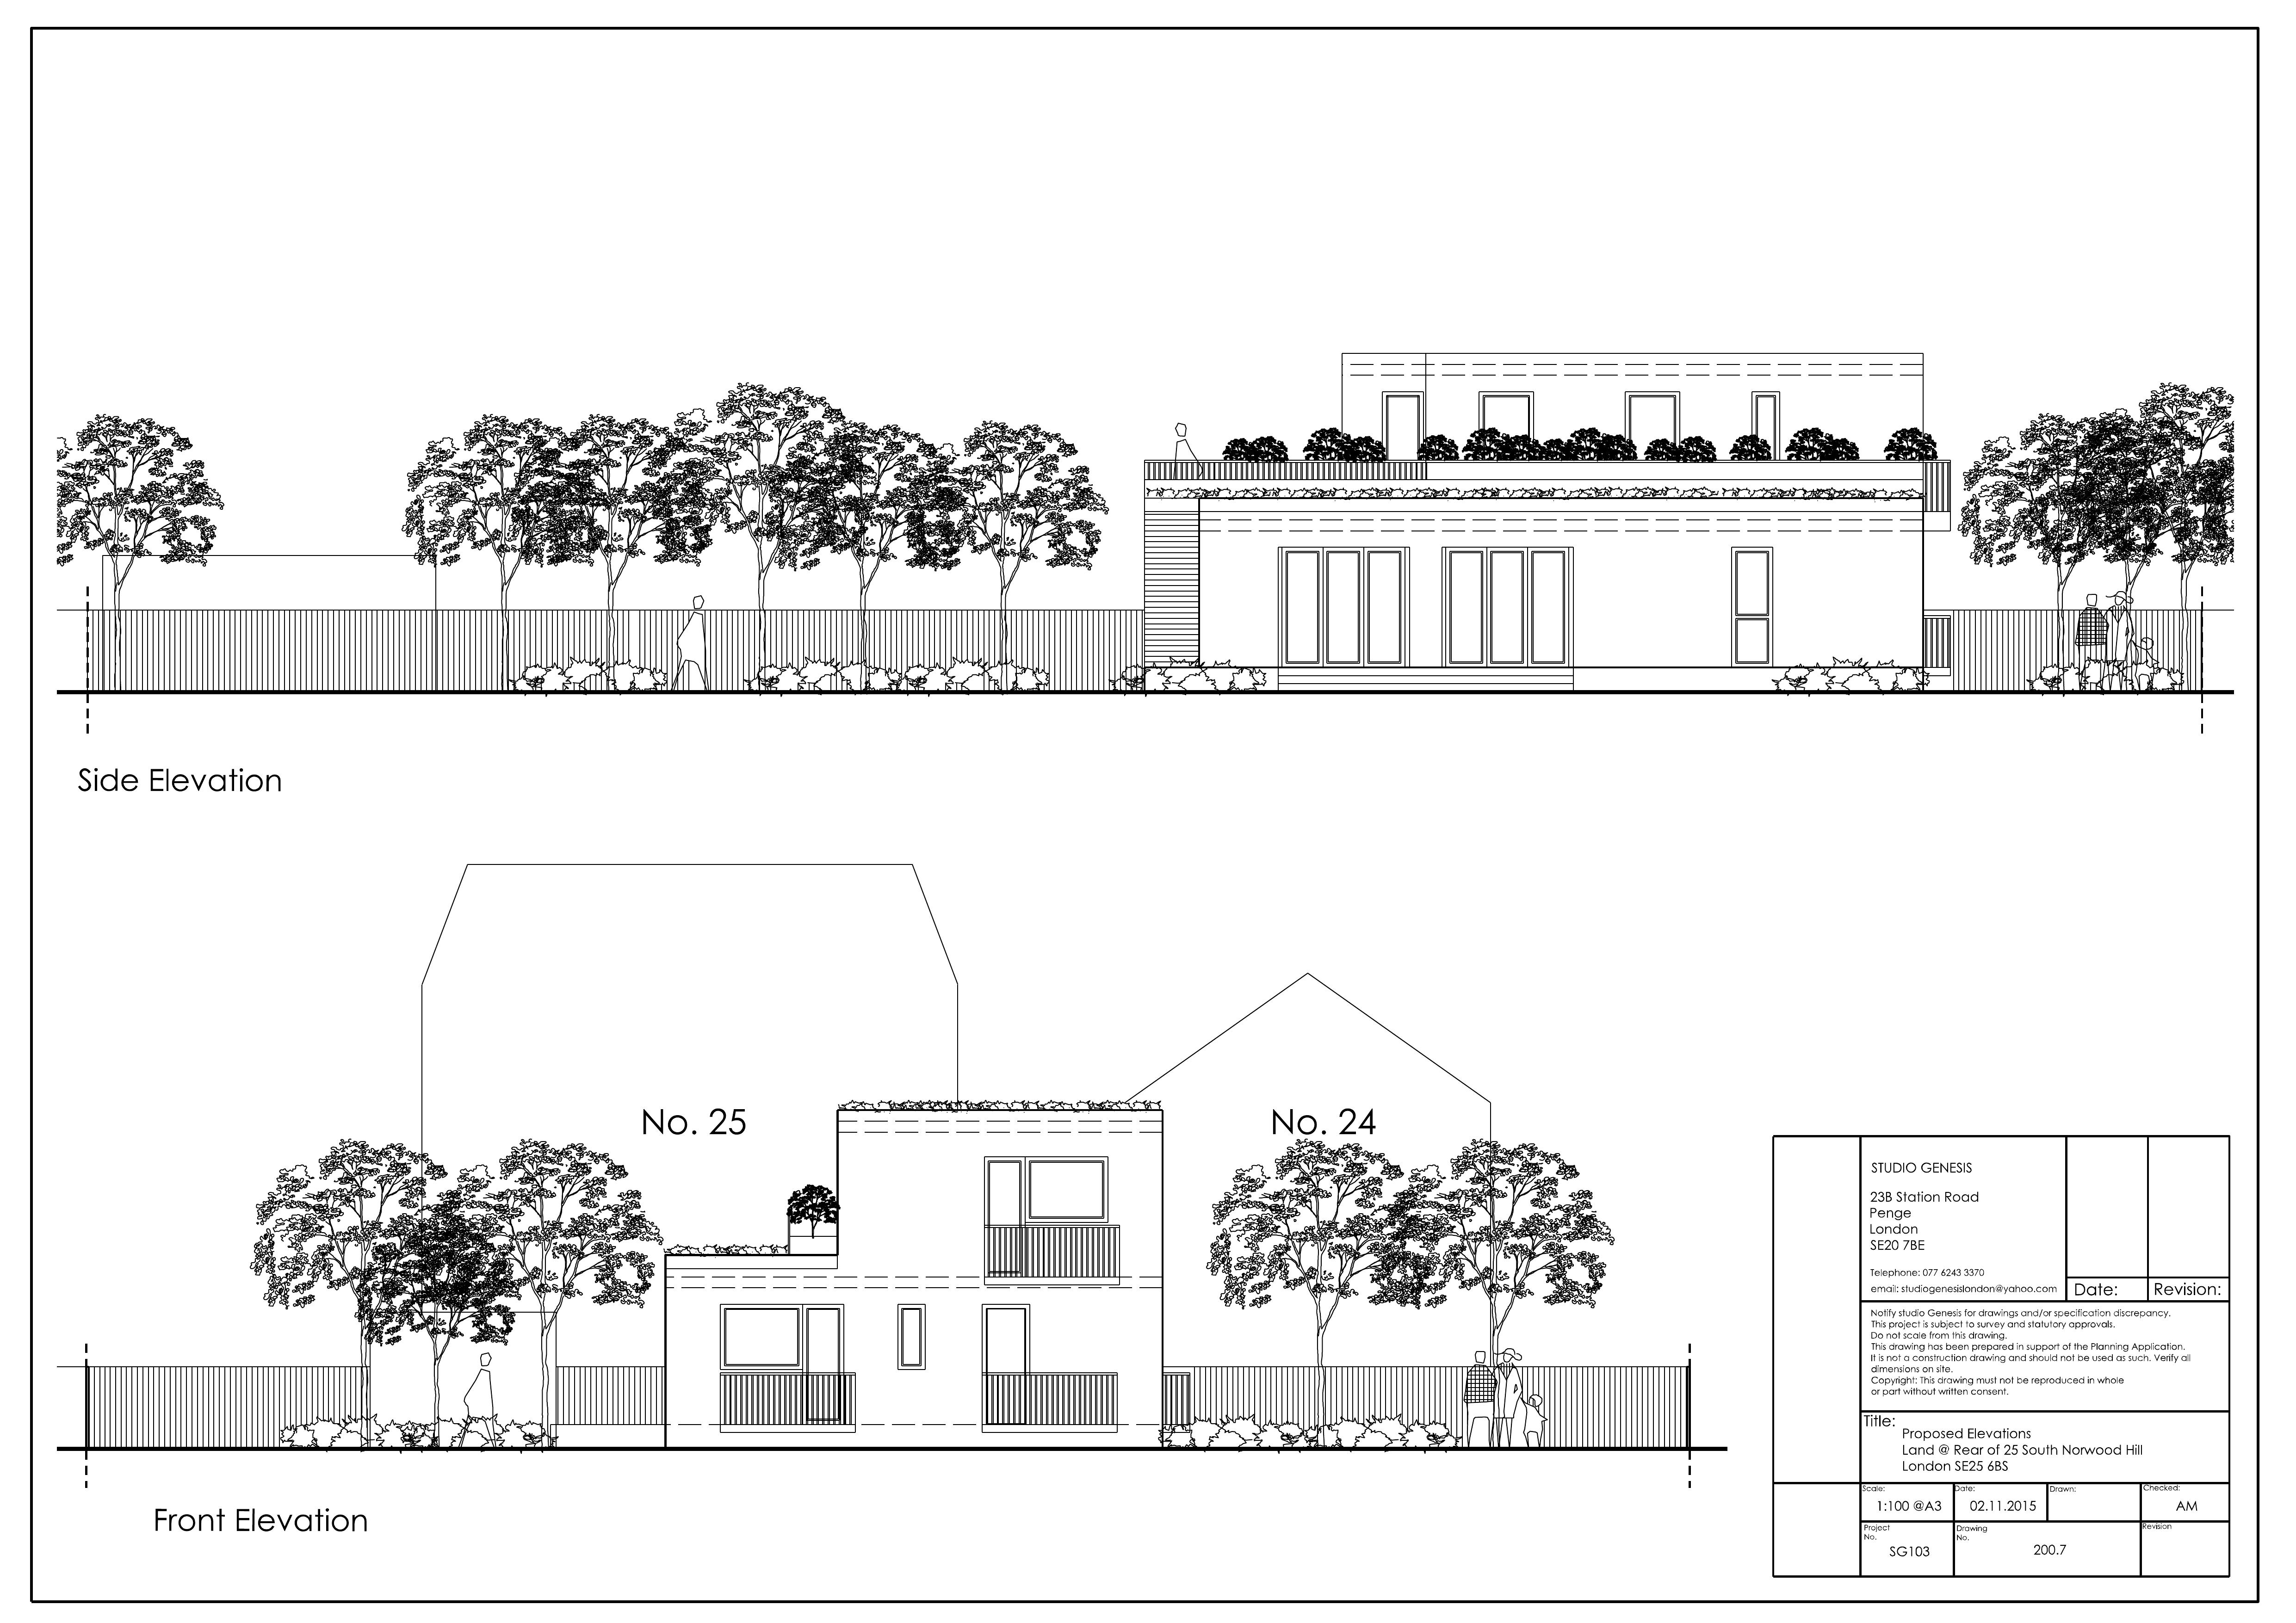 Side Elevation
No. 25
No. 24
Front Elevation
STUDIO GENESIS
23B Station Road
Penge
London
SE20 7BE
Telephone: 077 6243 3370
email: studiogenesislondon@yahoo.com
Date:
Revision:
Notify studio Genesis for drawings and/or specification discrepancy.
This project is subject to survey and statutory approvals.
Do not scale from this drawing.
This drawing has been prepared in support of the Planning Application.
It is not a construction drawing and should not be used as such. Verify all
dimensions on site.
Copyright: This drawing must not be reproduced in whole
or part without written consent.
Title:
Proposed Elevations
Land @ Rear of 25 South Norwood Hill
London SE25 6BS
Scale:
1:100 @A3
Date:
02.11.2015
Drawn:
Checked:
AM
Project
No.
SG103
Drawing
No.
200.7
Revision